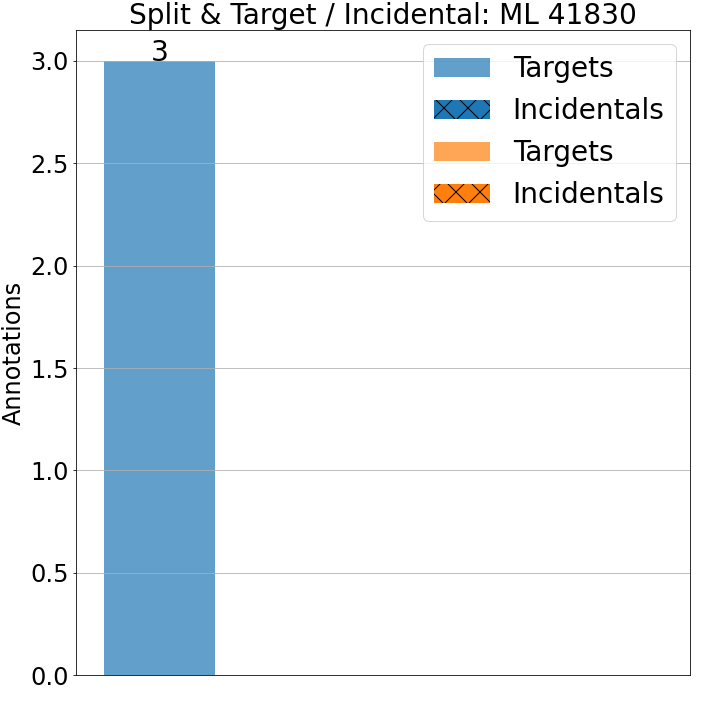 Split & Target / Incidental: ML 41830
3
3.0
2.5
2.0
1.5
1.0
0.5
0.0
Annotations
Targets
Incidentals
Targets
Incidentals